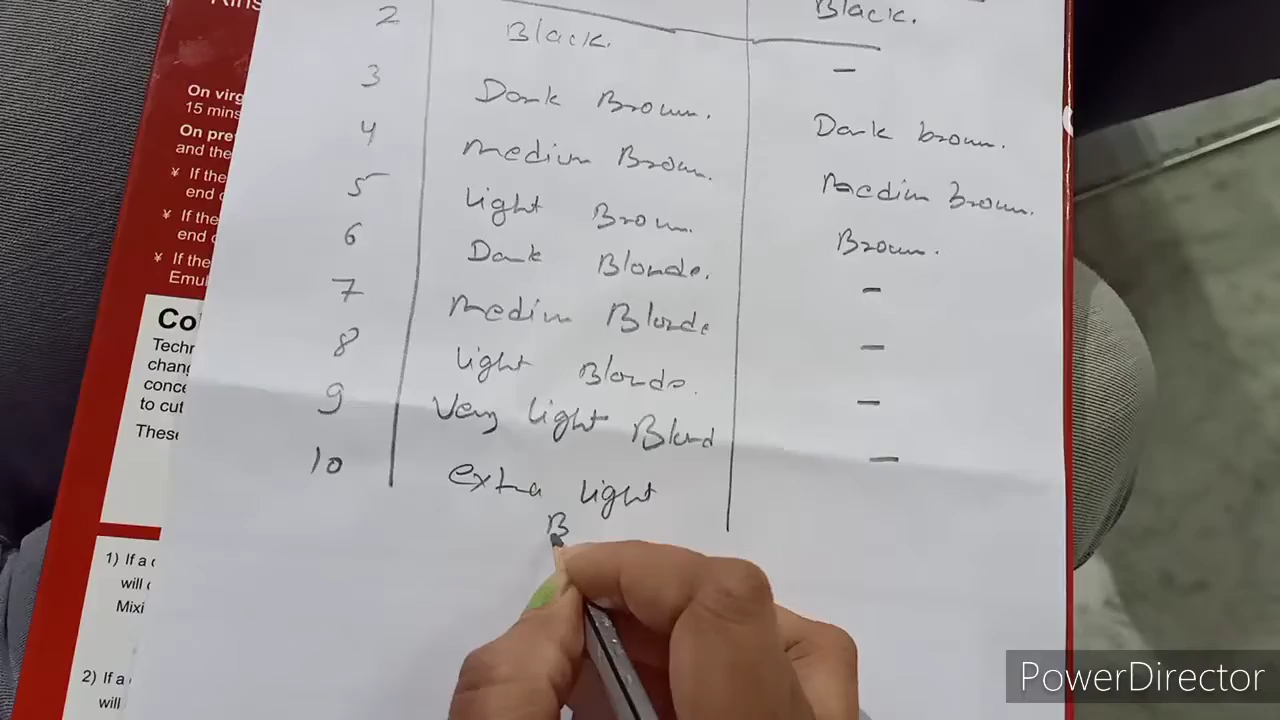 Black.
2 Black. -
3 Dark Brown. Dark brown.
4 medium Brown. medium brown.
5 light Brown. Brown.
6 Dark Blonde. -
7 medium Blonde -
8 light Blonde. -
9 Very light Blond -
10 extra light
B
On virg
15 mins
On pre
and the
¥ If the
end
¥ If the
end
¥ If the
Emul
Co
Techn
chang
conce
to cut
These
1) If a
will
Mixi
2) If a
will
PowerDirector